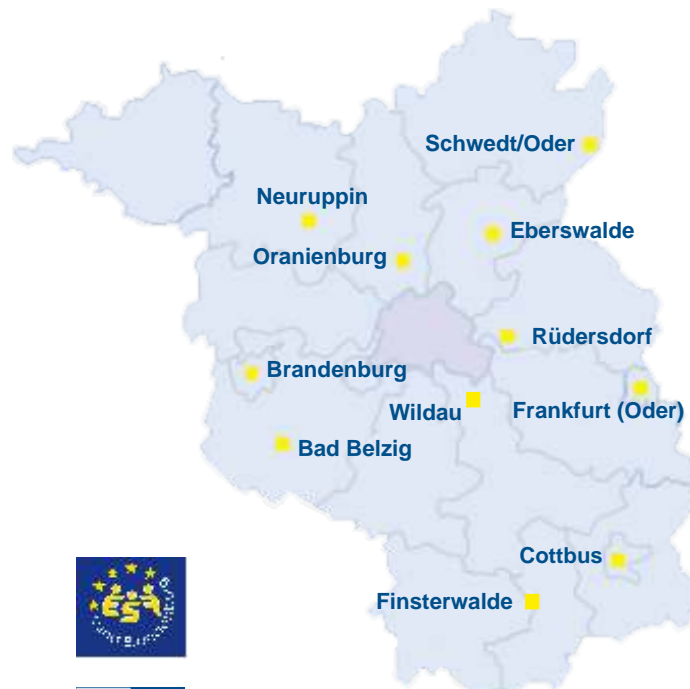 Schwedt/Oder
Neuruppin
Eberswalde
Oranienburg
Rüdersdorf
Brandenburg
Wildau
Frankfurt (Oder)
Bad Belzig
Cottbus
Finsterwalde